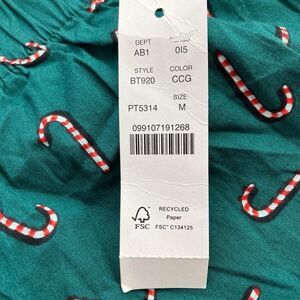 DEPT
AB1 015
STYLE COLOR
BT920 CCG
SIZE
PT5314 M
099107191268
FSC
RECYCLED
Paper
FSC® C134125